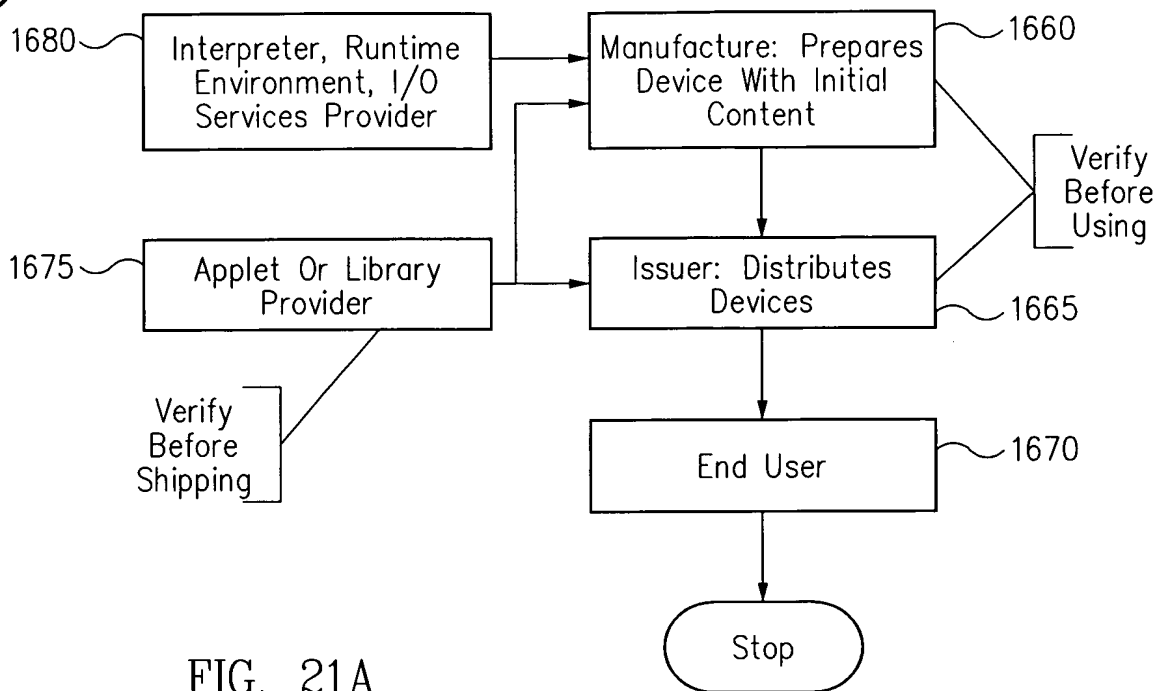 1680
Interpreter, Runtime
Environment, I/O
Services Provider
Manufacture: Prepares
Device With Initial
Content
1660
Verify
Before
Using
1675
Applet Or Library
Provider
Issuer: Distributes
Devices
1665
Verify
Before
Shipping
End User
1670
Stop
FIG. 21A